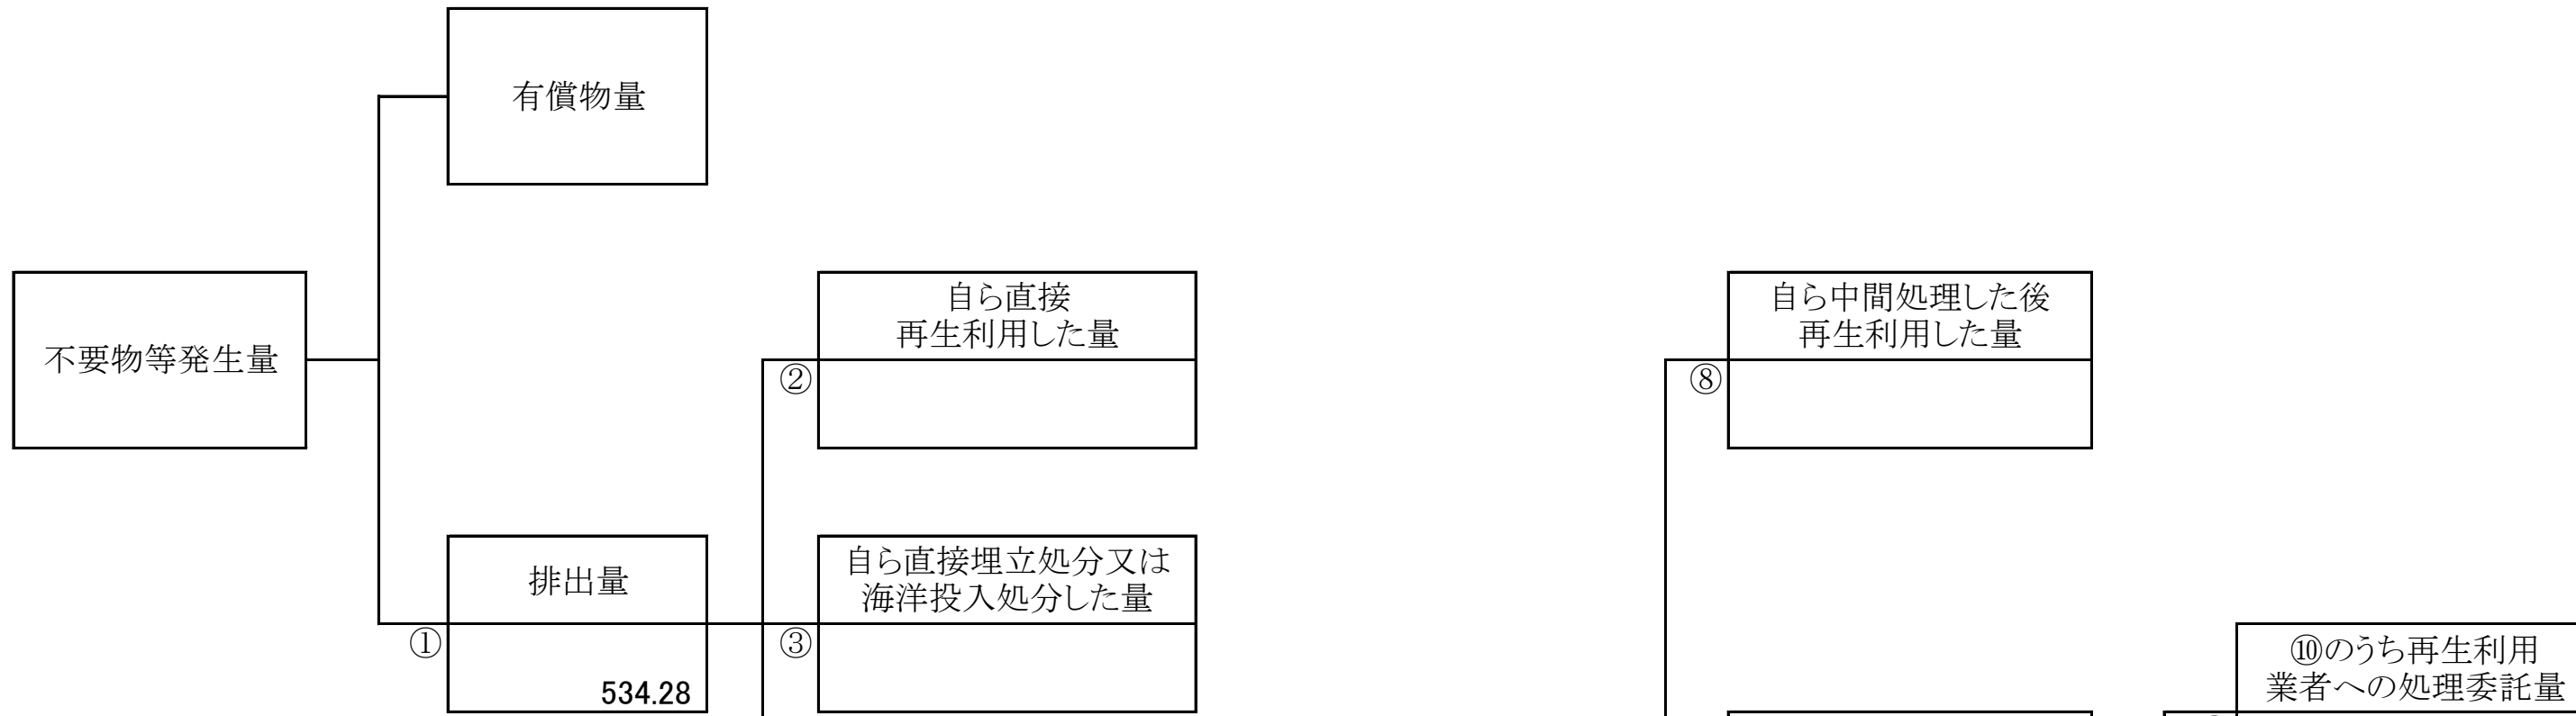 有償物量
不要物等発生量
自ら直接
再生利用した量
②
自ら中間処理した後
再生利用した量
⑧
排出量
①
534.28
自ら直接埋立処分又は
海洋投入処分した量
③
⑩のうち再生利用
業者への処理委託量